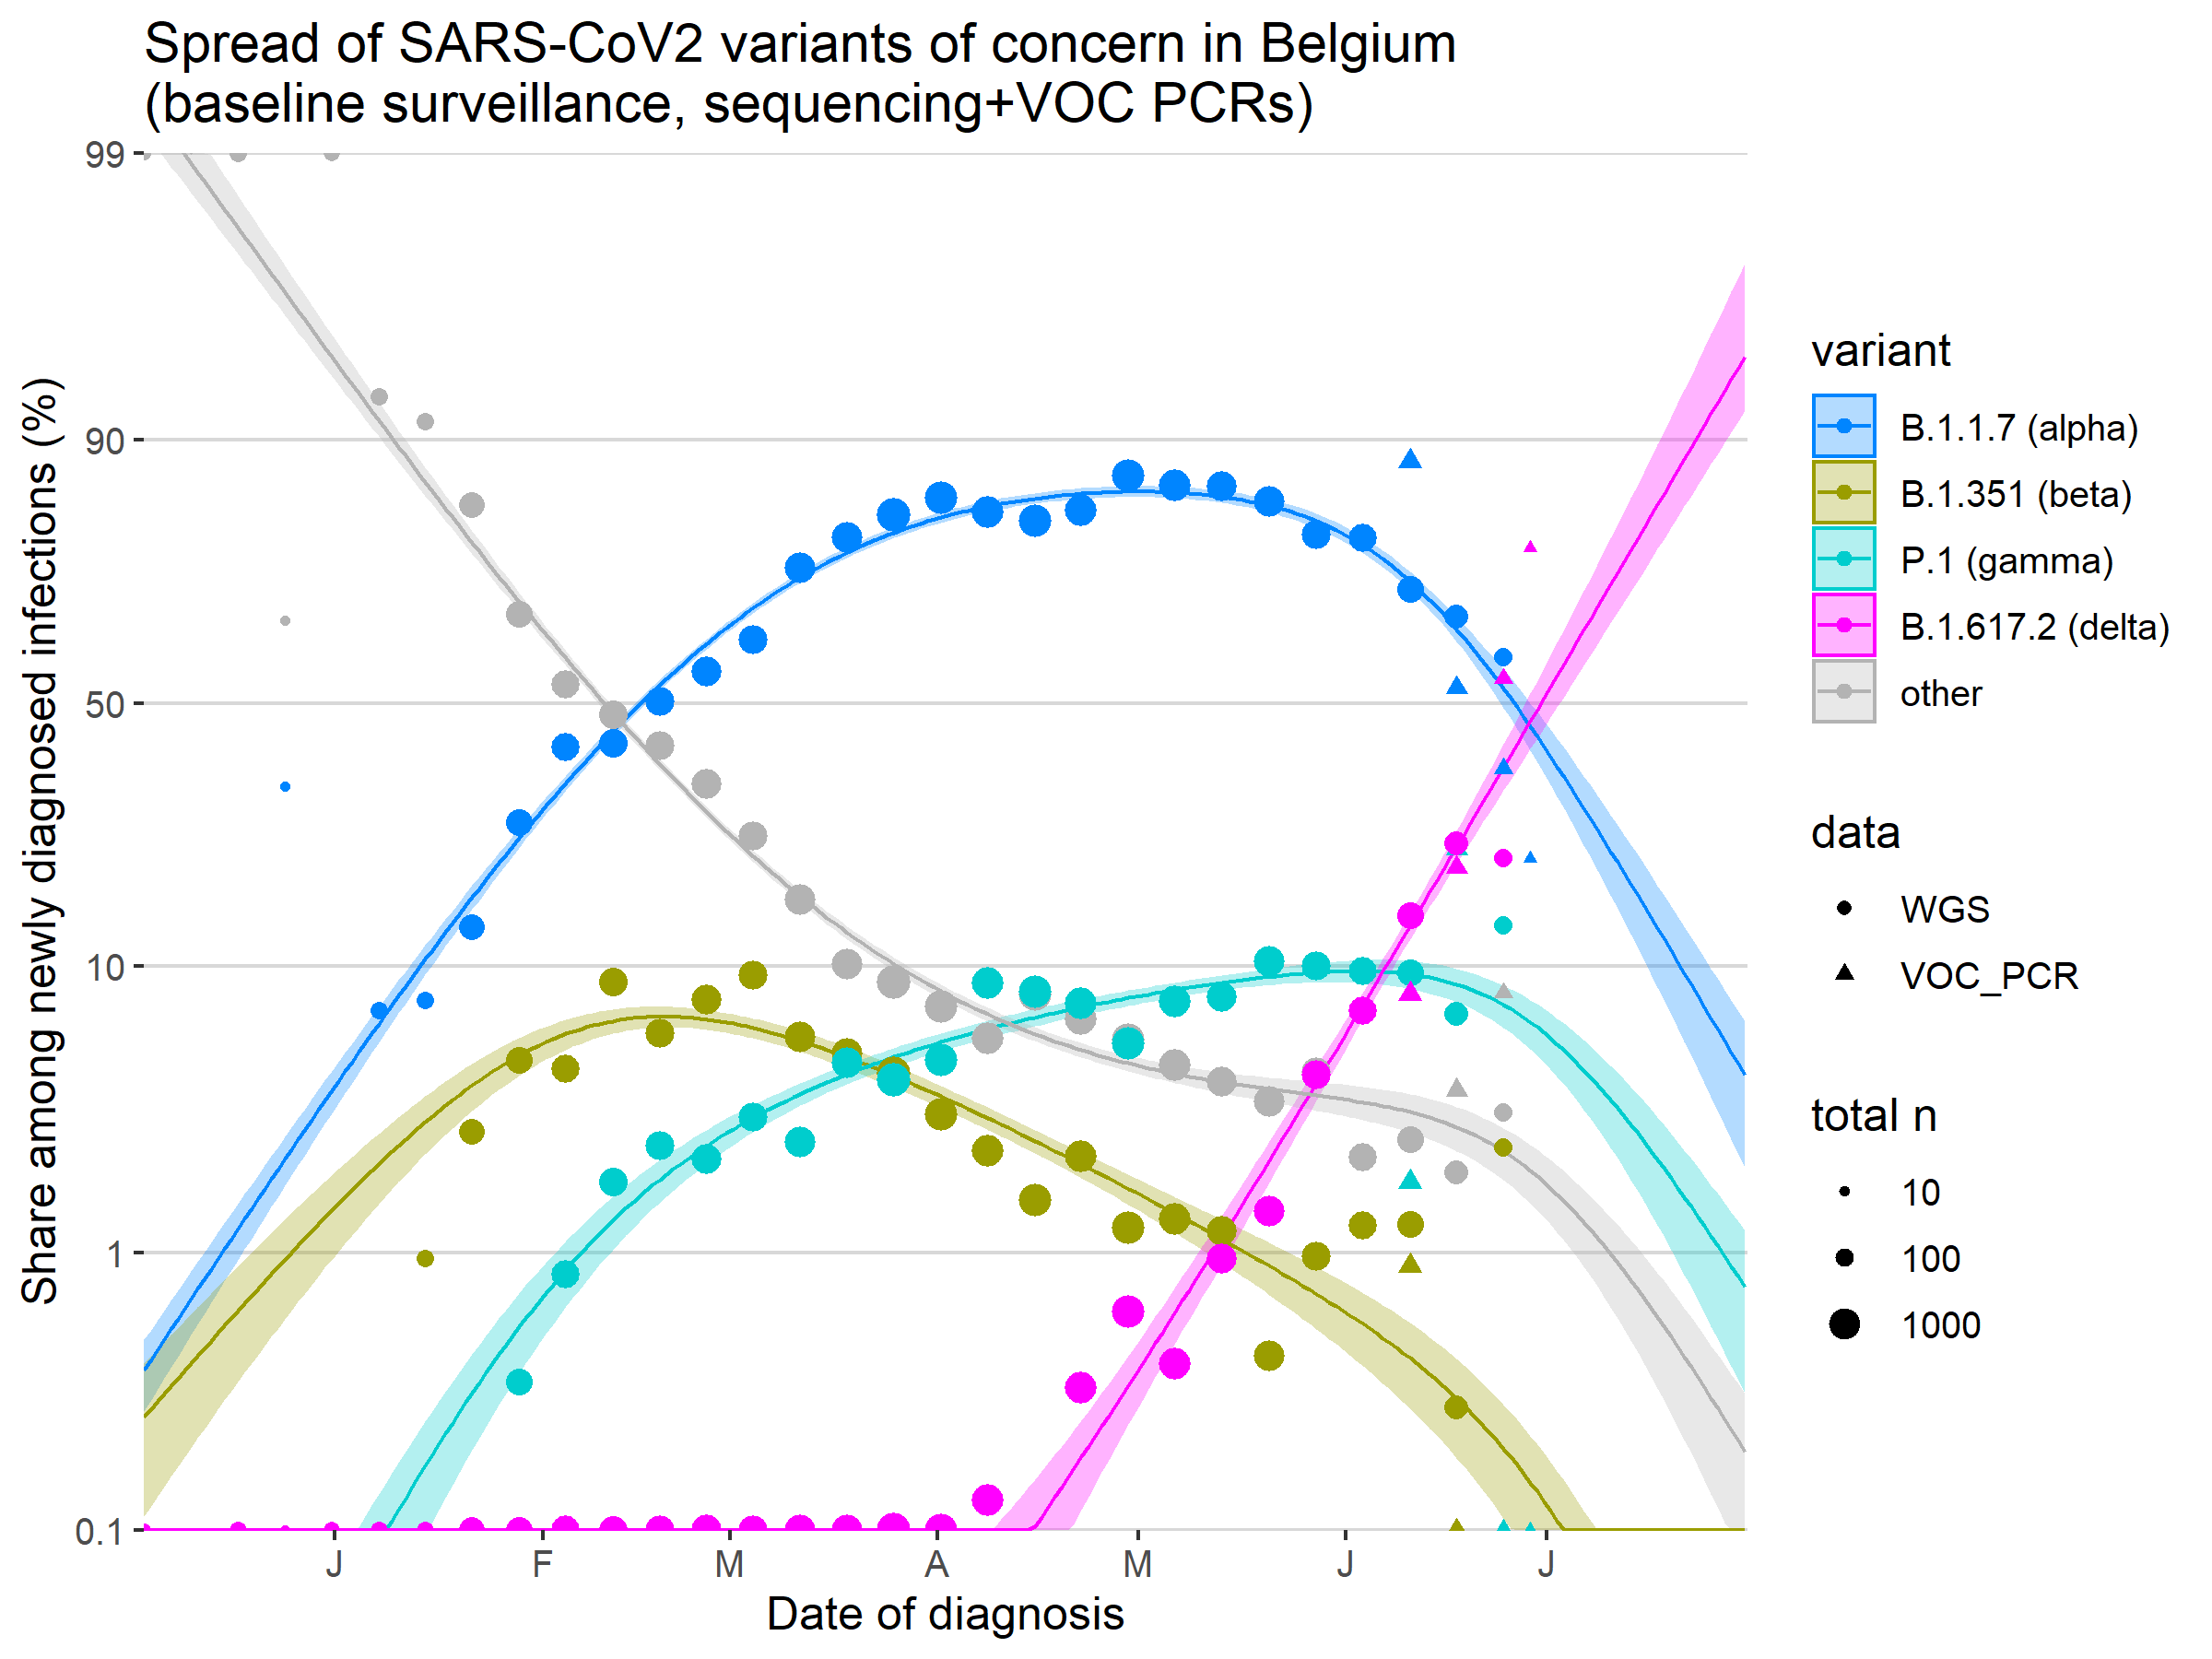 Spread of SARS-CoV2 variants of concern in Belgium
(baseline surveillance, sequencing+VOC PCRs)
Share among newly diagnosed infections (%)
99
90
50
10
1
0.1
J F M A M J J
Date of diagnosis
variant
B.1.1.7 (alpha)
B.1.351 (beta)
P.1 (gamma)
B.1.617.2 (delta)
other
data
WGS
VOC_PCR
total n
10
100
1000